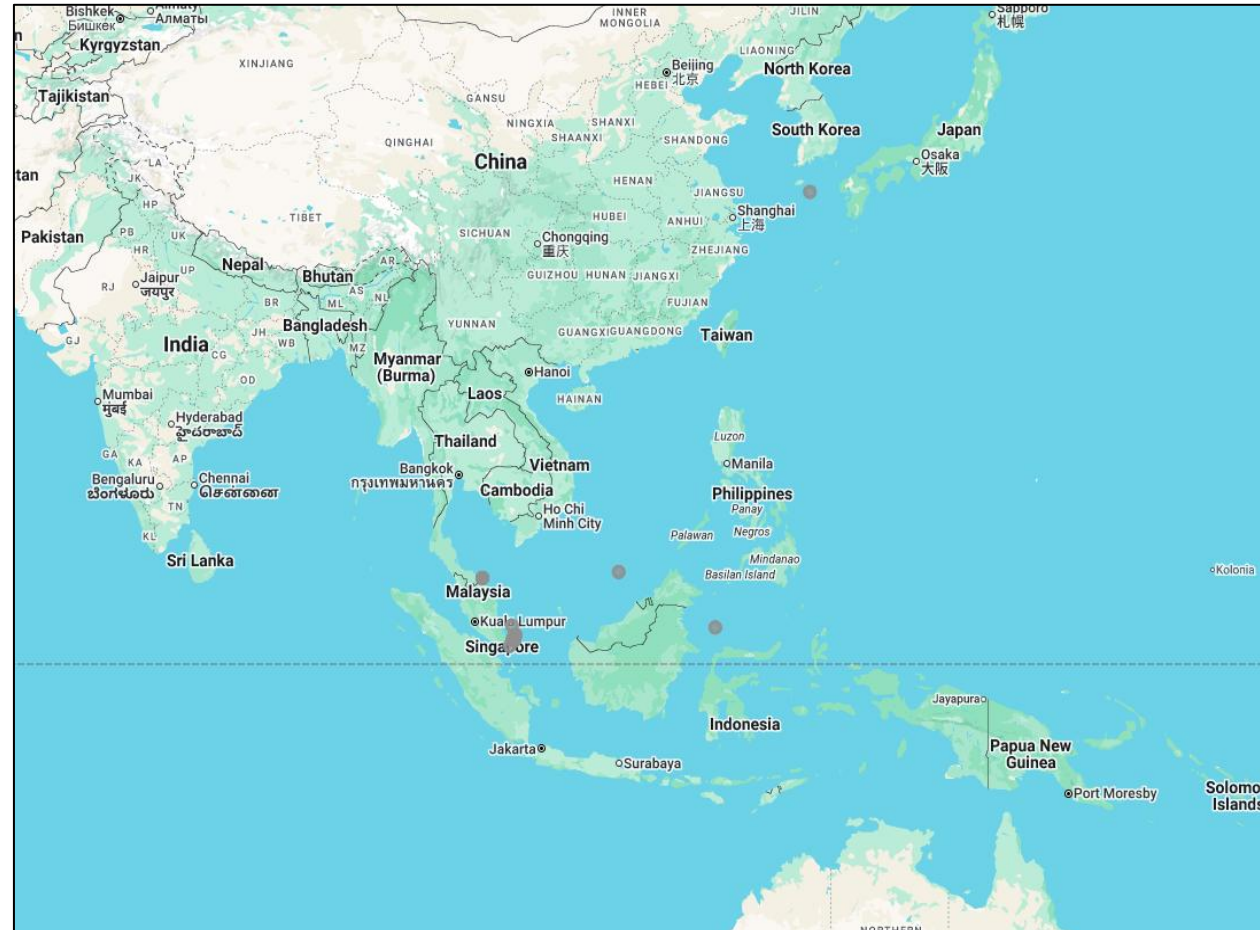 Bishkek
Бишкек
Алматы
Kyrgyzstan
Tajikistan
XINJIANG
INNER
MONGOLIA
JILIN
Sapporo
札幌
LIAONING
Beijing
北京
HEBEI
North Korea
GANSU
NINGXIA
SHANXI
SHAANXI
SHANDONG
South Korea
Japan
QINGHAI
China
Osaka
大阪
LA
JK
HP
HENAN
JIANGSU
TIBET
HUBEI
ANHUI
Shanghai
上海
Pakistan
PB
HR
UK
SICHUAN
Chongqing
重庆
ZHEJIANG
Nepal
Bhutan
AR
GUIZHOU
HUNAN
JIANGXI
Jaipur
जयपुर
RJ
UP
BR
ML
AS
NL
FUJIAN
Bangladesh
YUNNAN
GUANGXI
GUANGDONG
Taiwan
GJ
India
JH
WB
CG
MZ
Myanmar
(Burma)
Hanoi
OD
Laos
HAINAN
Mumbai
मुंबई
Hyderabad
హైదరాబాద్
Thailand
Luzon
GA
KA
AP
Vietnam
Manila
Bangkok
กรุงเทพมหานคร
Bengaluru
ಬೆಂಗಳೂರು
Chennai
சென்னை
Cambodia
Philippines
TN
Ho Chi
Minh City
Panay
KL
Palawan
Negros
Sri Lanka
Mindanao
Basilan Island
Kolonia
Malaysia
Kuala Lumpur
Singapore
Jayapura
Indonesia
Jakarta
Surabaya
Papua New
Guinea
Port Moresby
Islands
NORTHERN